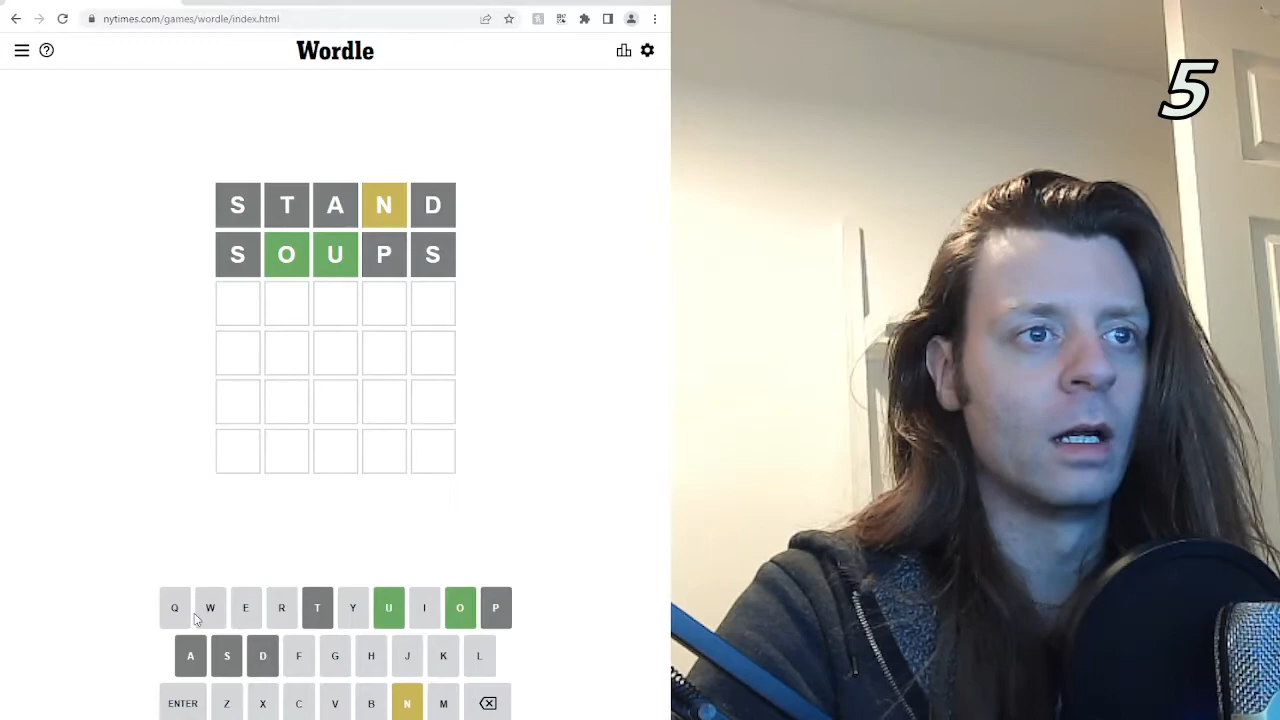 nytimes.com/games/wordle/index.html
Wordle
5
S T A N D
S O U P S
Q W E R T Y U I O P
A S D F G H J K L
ENTER Z X C V B N M